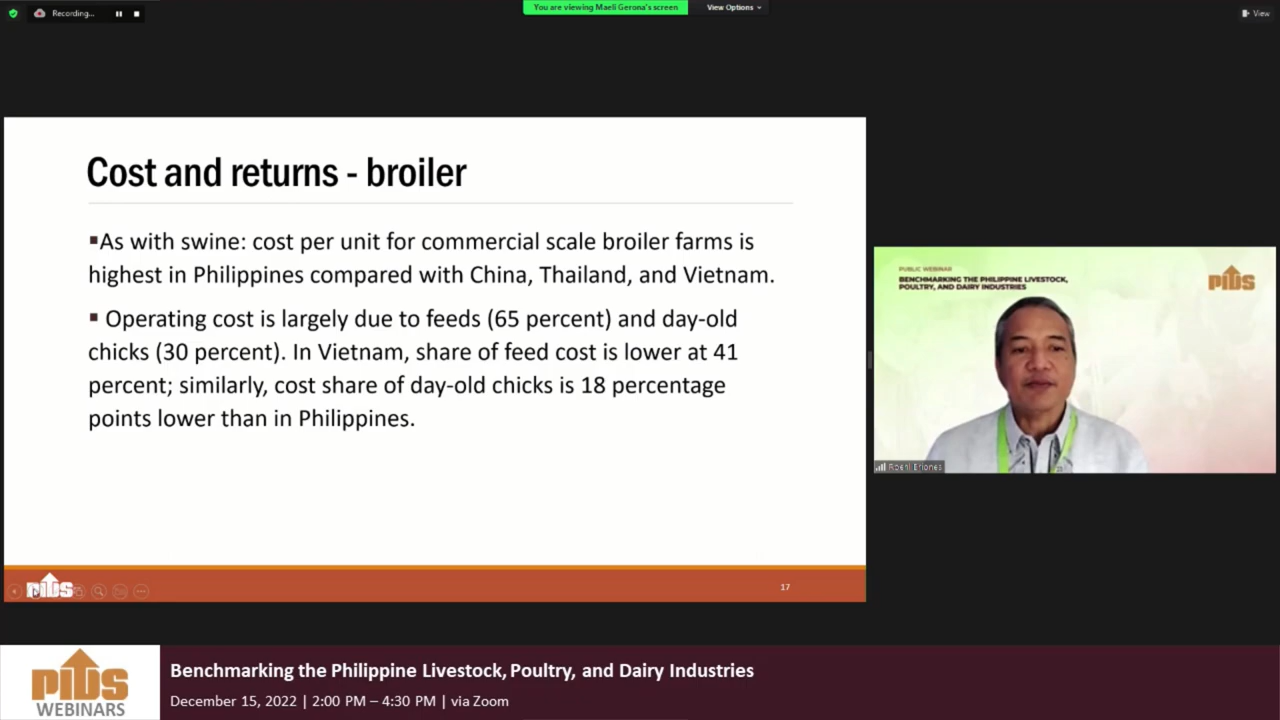 Recording...
You are viewing Maeli Gerona's screen
View Options
View
Cost and returns - broiler
▪As with swine: cost per unit for commercial scale broiler farms is
highest in Philippines compared with China, Thailand, and Vietnam.
▪ Operating cost is largely due to feeds (65 percent) and day-old
chicks (30 percent). In Vietnam, share of feed cost is lower at 41
percent; similarly, cost share of day-old chicks is 18 percentage
points lower than in Philippines.
pids
17
PUBLIC WEBINAR
BENCHMARKING THE PHILIPPINE LIVESTOCK,
POULTRY, AND DAIRY INDUSTRIES
pids
Roehl Briones
pids
WEBINARS
Benchmarking the Philippine Livestock, Poultry, and Dairy Industries
December 15, 2022 | 2:00 PM – 4:30 PM | via Zoom